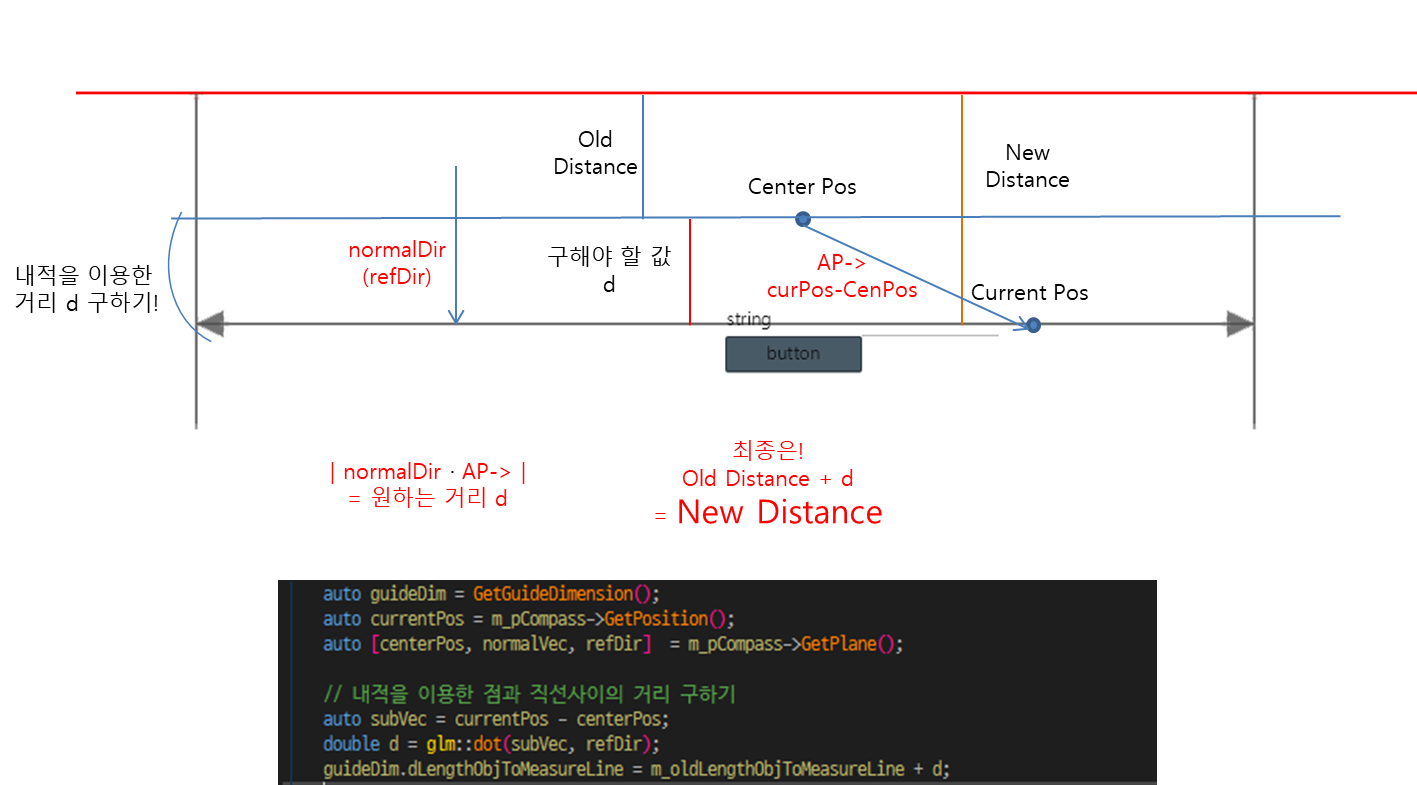 Old
Distance
New
Distance
Center Pos
normalDir
(refDir)
구해야 할 값
d
AP->
curPos-CenPos
내적을 이용한
거리 d 구하기!
Current Pos
string
button
| normalDir · AP-> |
= 원하는 거리 d
최종은!
Old Distance + d
= New Distance
auto guideDim = GetGuideDimension();
auto currentPos = m_pCompass->GetPosition();
auto [centerPos, normalVec, refDir] = m_pCompass->GetPlane();
// 내적을 이용한 점과 직선사이의 거리 구하기
auto subVec = currentPos - centerPos;
double d = glm::dot(subVec, refDir);
guideDim.dLengthObjToMeasureLine = m_oldLengthObjToMeasureLine + d;